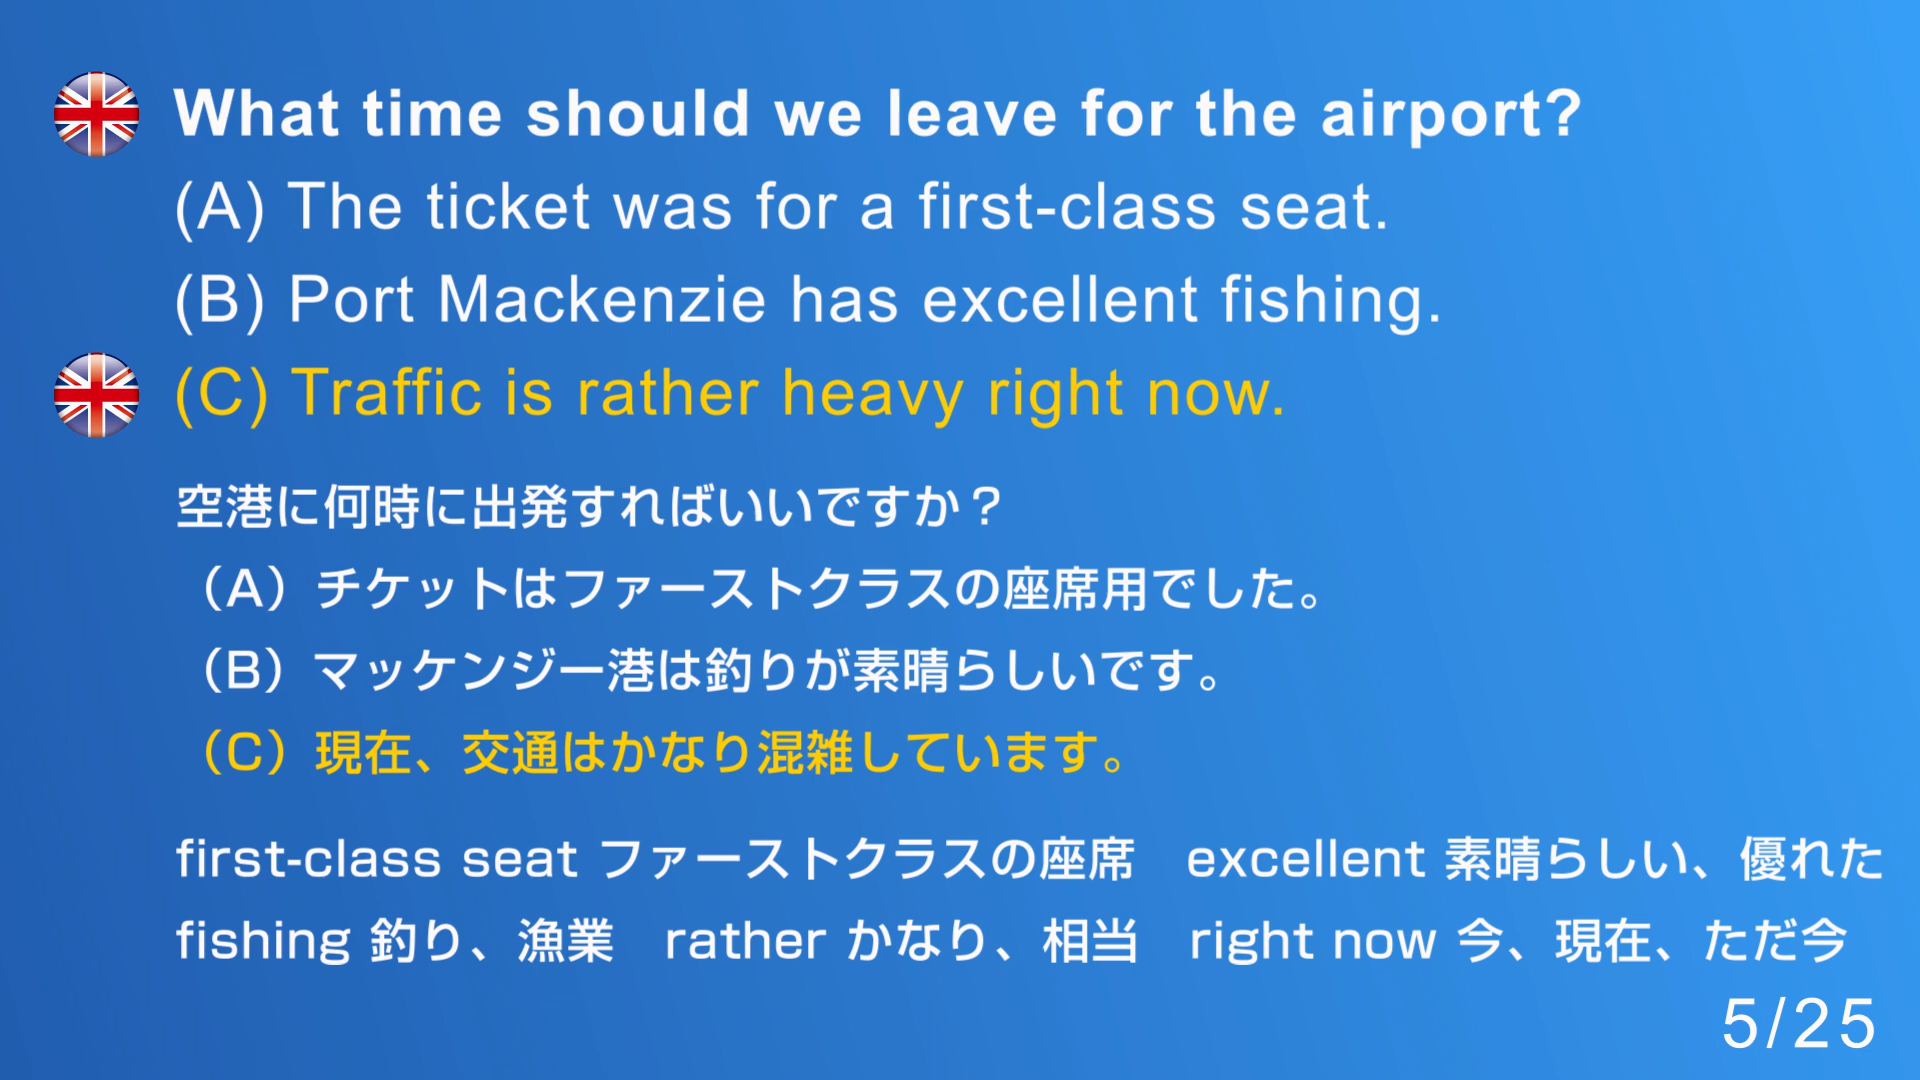 What time should we leave for the airport?
(A) The ticket was for a first-class seat.
(B) Port Mackenzie has excellent fishing.
(C) Traffic is rather heavy right now.
空港に何時に出発すればいいですか？
（A）チケットはファーストクラスの座席用でした。
（B）マッケンジー港は釣りが素晴らしいです。
（C）現在、交通はかなり混雑しています。
first-class seat ファーストクラスの座席　excellent 素晴らしい、優れた
fishing 釣り、漁業　rather かなり、相当　right now 今、現在、ただ今
5/25